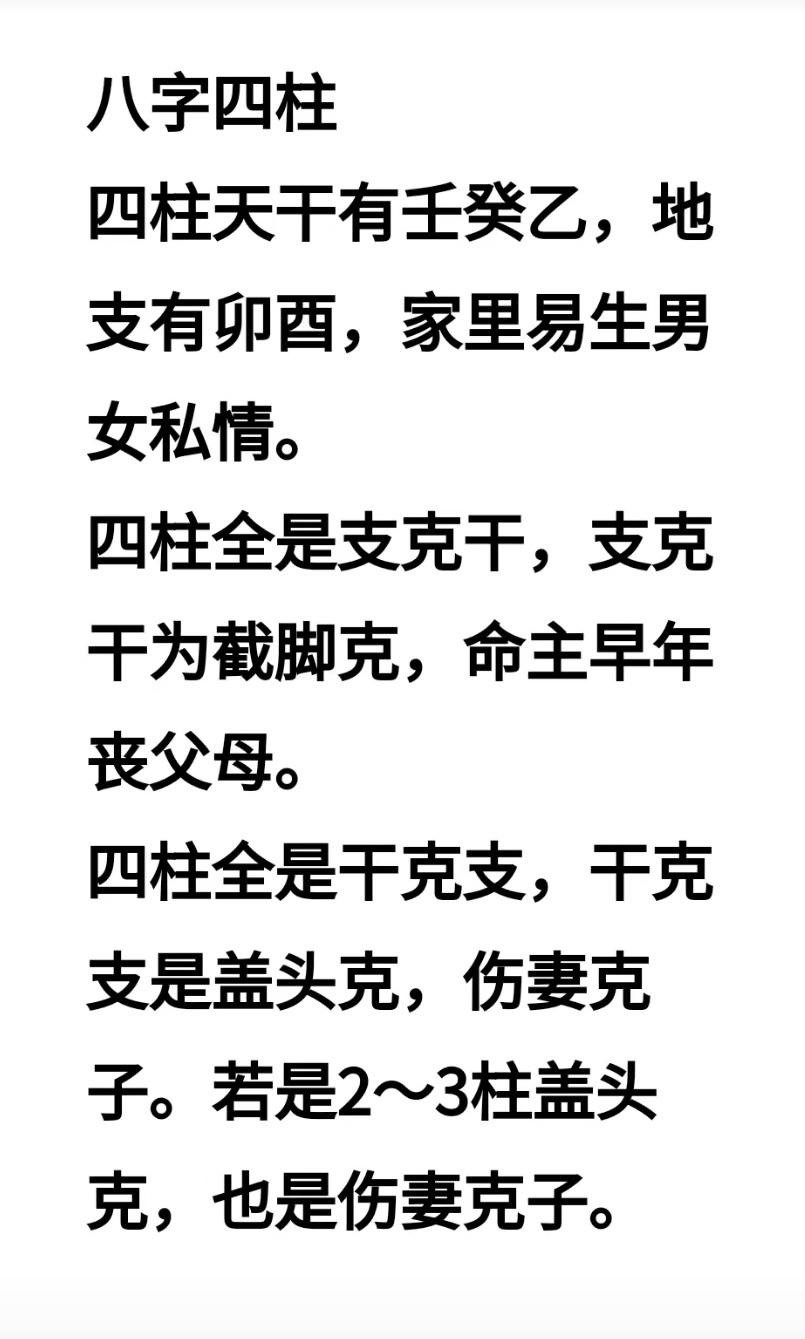 八字四柱
四柱天干有壬癸乙，地
支有卯酉，家里易生男
女私情。
四柱全是支克干，支克
干为截脚克，命主早年
丧父母。
四柱全是干克支，干克
支是盖头克，伤妻克
子。若是2～3柱盖头
克，也是伤妻克子。